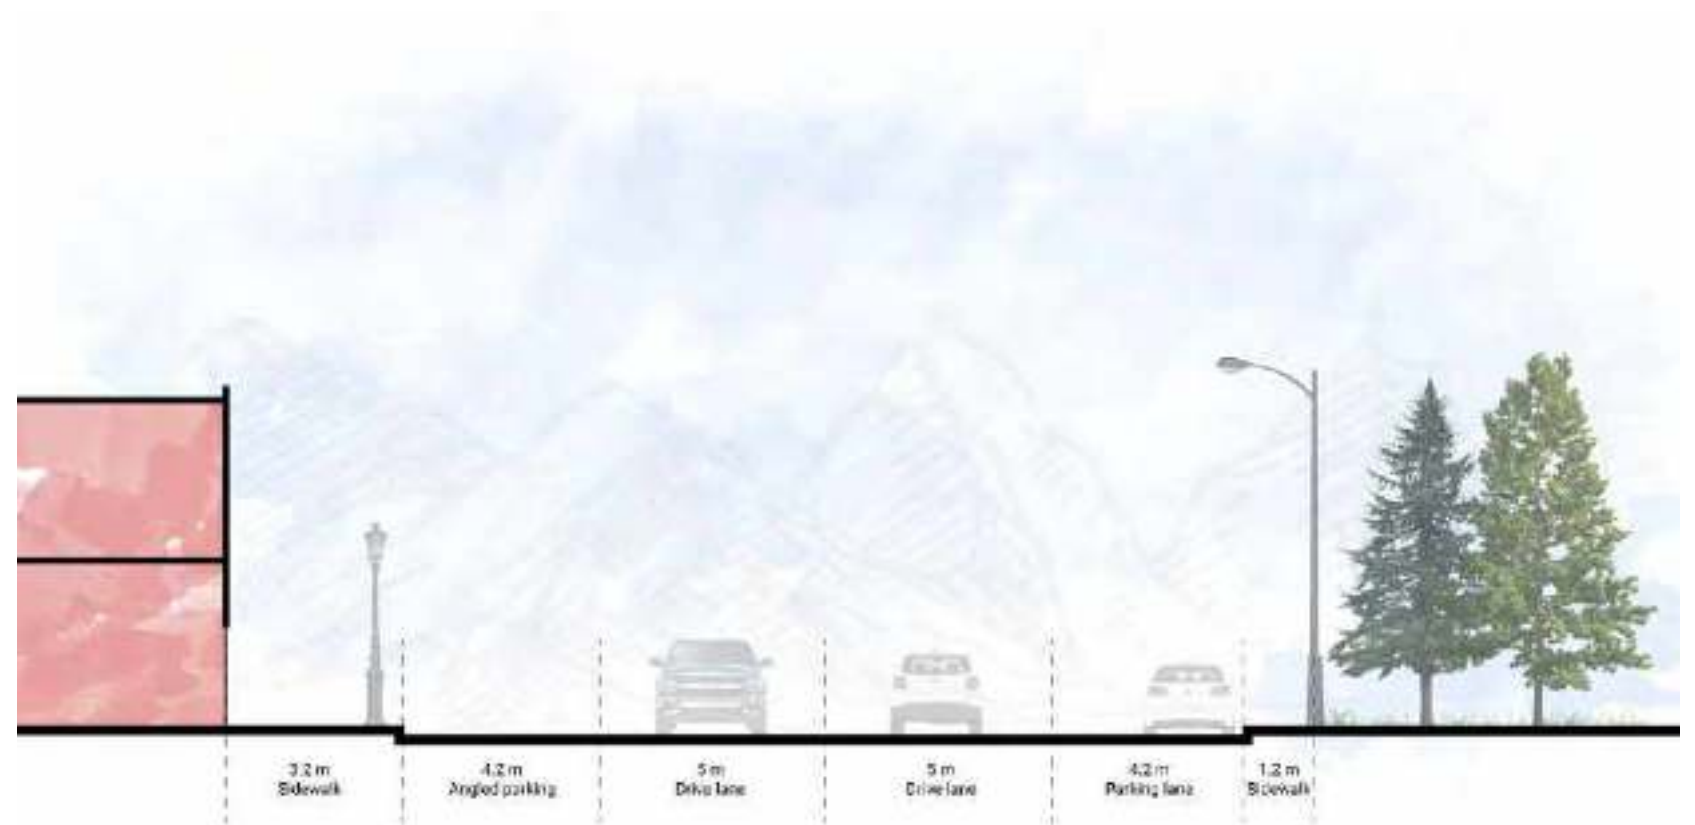 3.2 m
Sidewalk
4.2 m
Angled parking
5 m
Drive lane
5 m
Drive lane
4.2 m
Parking lane
1.2 m
Sidewalk